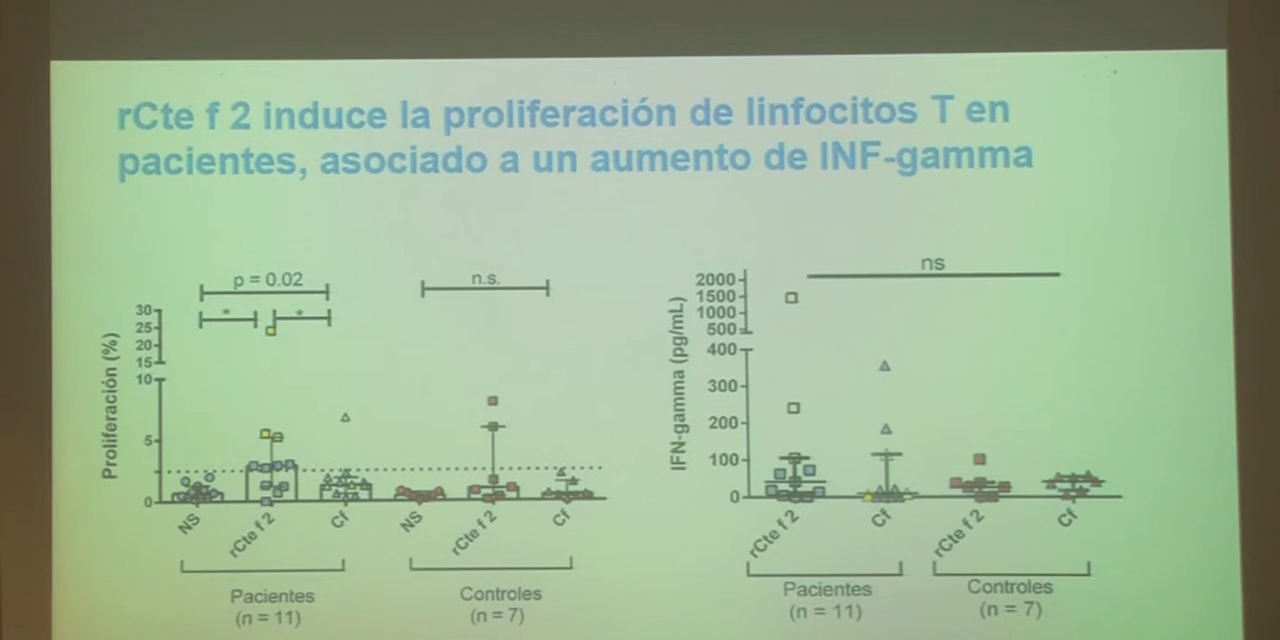 rCte f 2 induce la proliferación de linfocitos T en
pacientes, asociado a un aumento de INF-gamma
p = 0.02
* *
n.s.
Proliferación (%)
30
25
20
15
10
5
0
NS rCte f 2 Cf NS rCte f 2 Cf
Pacientes
(n = 11)
Controles
(n = 7)
ns
IFN-gamma (pg/mL)
2000
1500
1000
500
400
300
200
100
0
rCte f 2 Cf rCte f 2 Cf
Pacientes
(n = 11)
Controles
(n = 7)